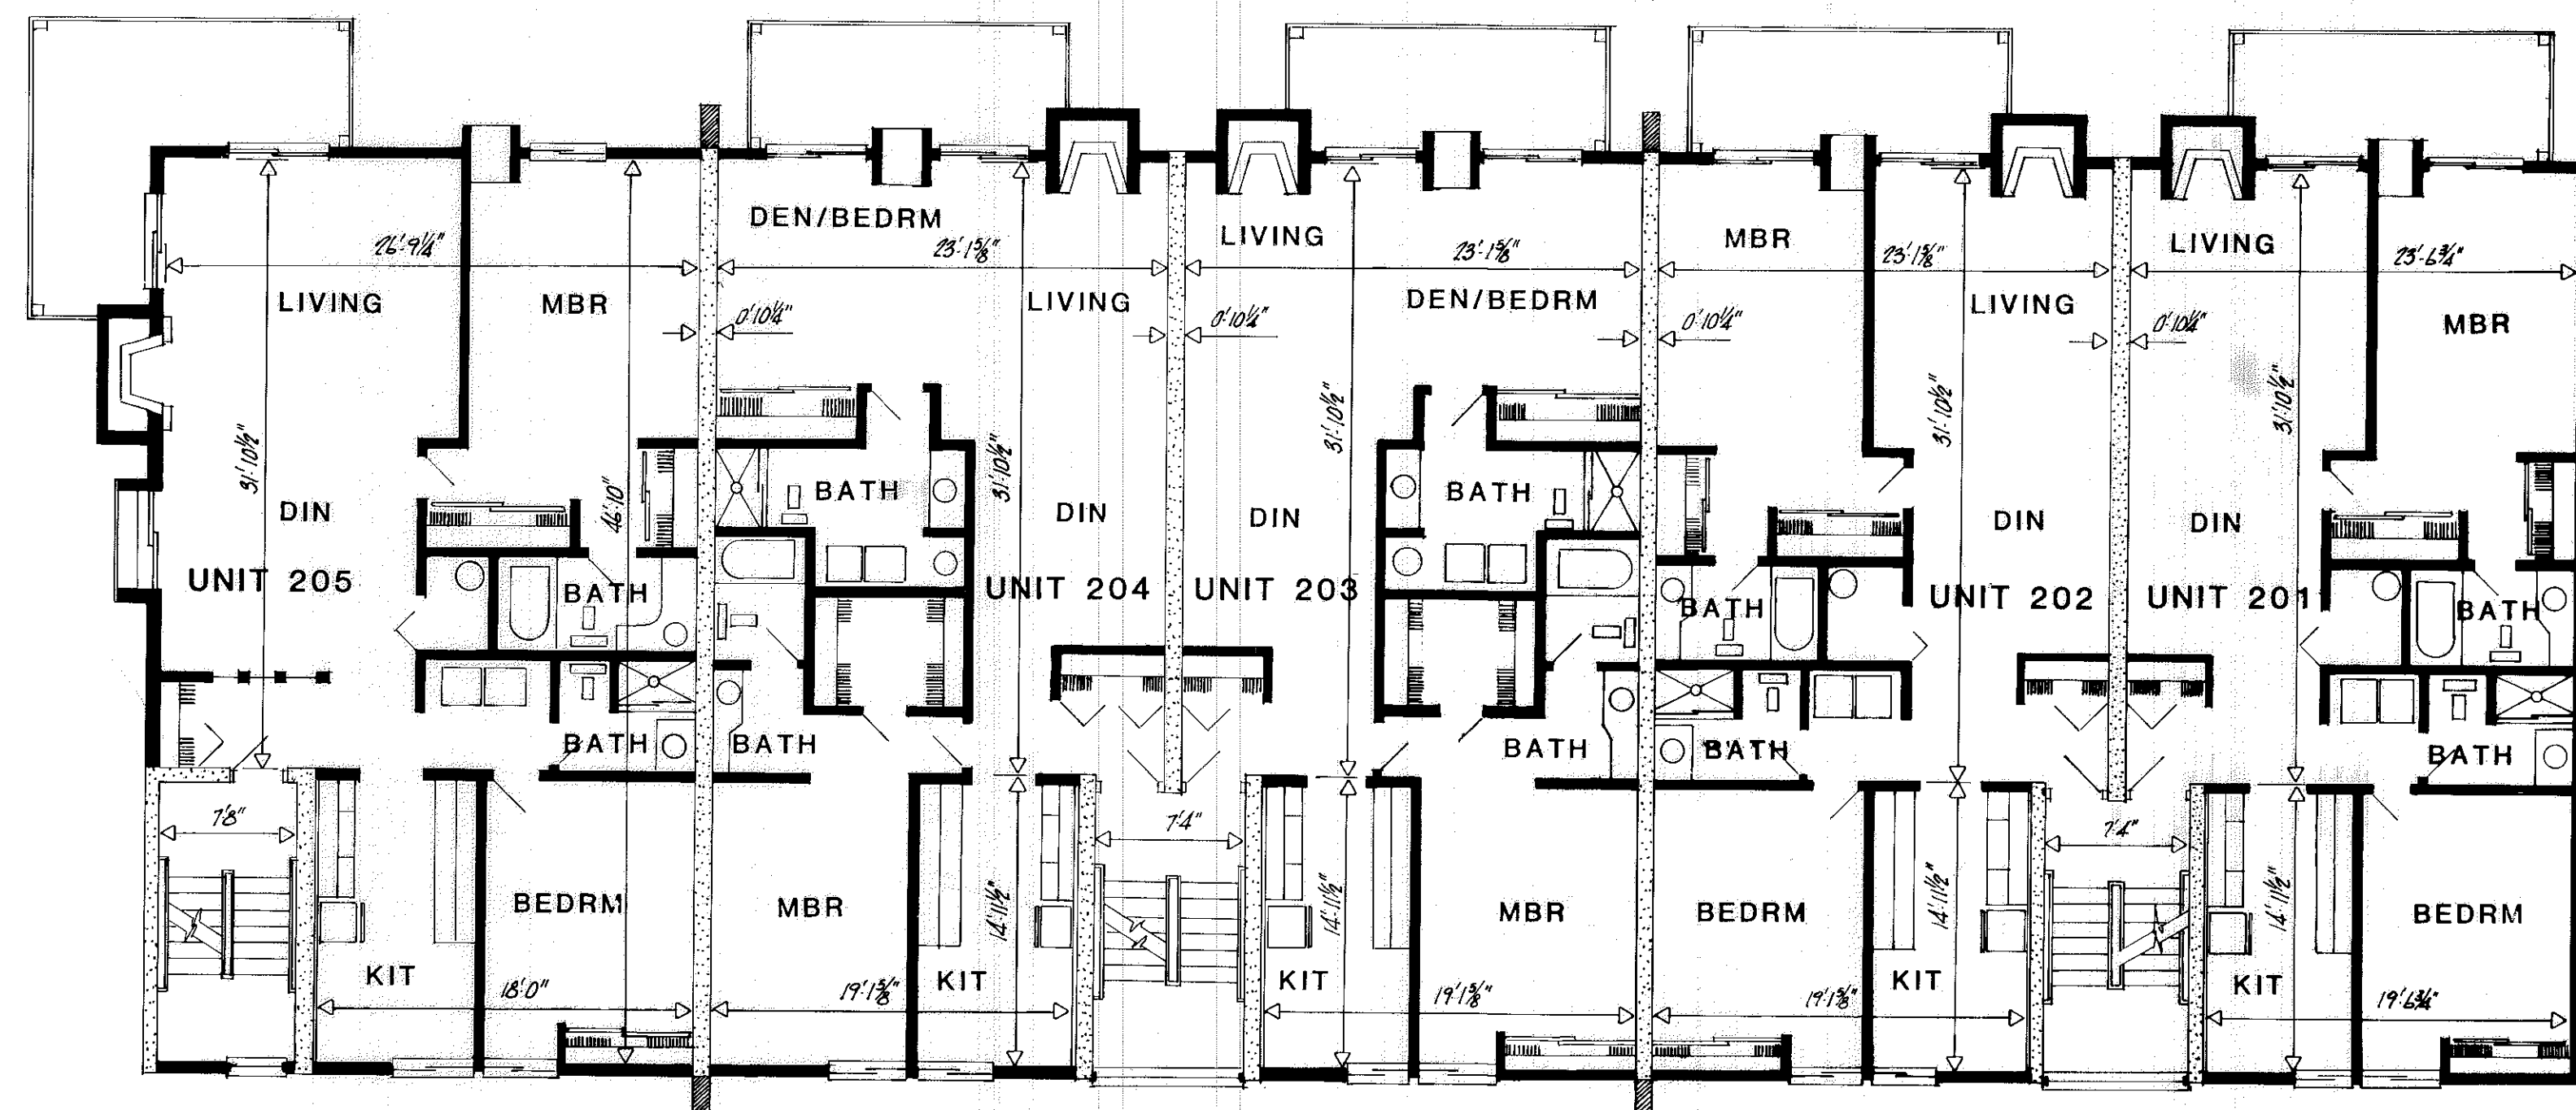 DEN/BEDRM
LIVING
MBR
LIVING
26'-9¼"
23'-1⅝"
23'-1⅝"
23'-1⅝"
23'-6¾"
LIVING
MBR
LIVING
DEN/BEDRM
LIVING
MBR
0'10¼"
0'10¼"
0'10¼"
0'10¼"
31'10½"
31'10½"
31'10½"
31'10½"
31'10½"
46'10"
BATH
BATH
DIN
DIN
DIN
DIN
DIN
UNIT 205
BATH
UNIT 204
UNIT 203
BATH
UNIT 202
UNIT 201
BATH
BATH
BATH
BATH
BATH
BATH
7'8"
7'4"
7'4"
BEDRM
MBR
MBR
BEDRM
BEDRM
14'11½"
14'11½"
14'11½"
14'11½"
KIT
KIT
KIT
KIT
KIT
18'0"
19'1⅝"
19'1⅝"
19'1⅝"
19'6¾"